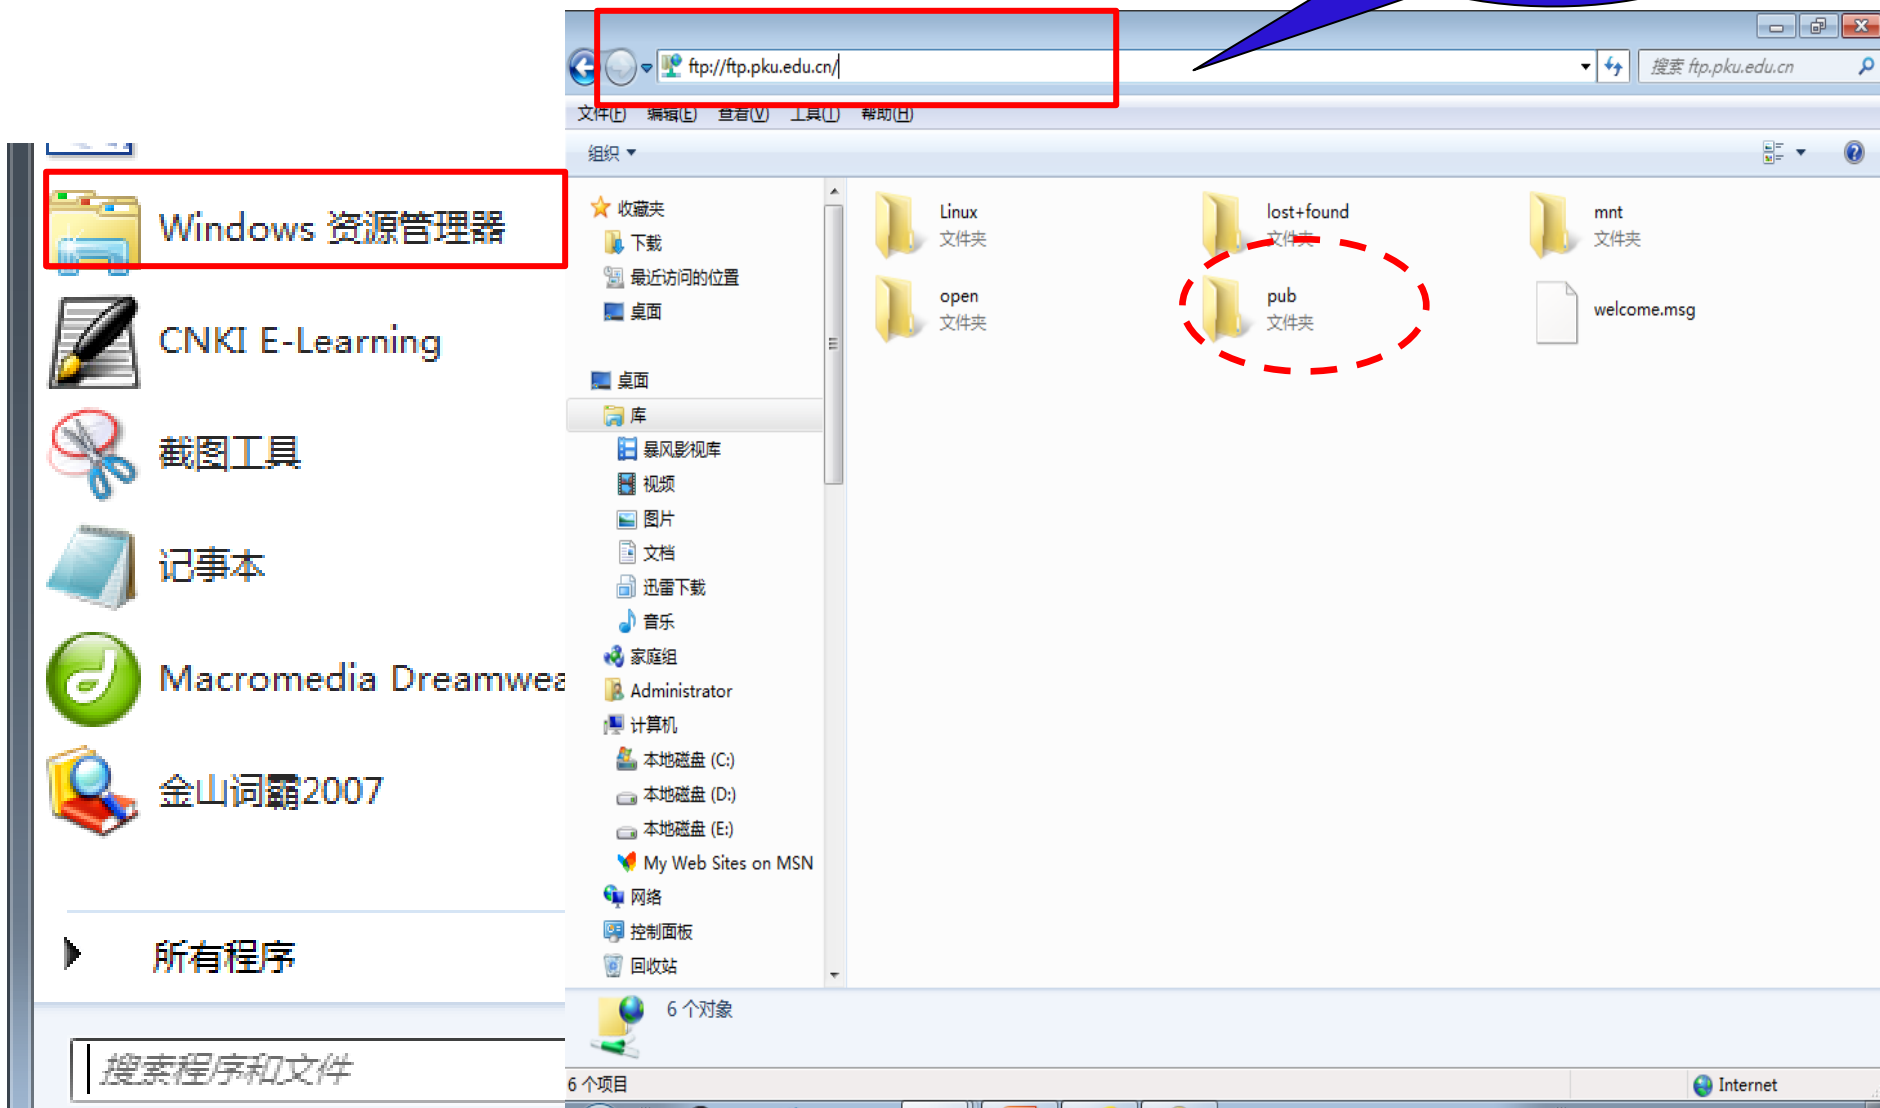 Windows 资源管理器
CNKI E-Learning
截图工具
记事本
Macromedia Dreamwea
金山词霸2007
所有程序
搜索程序和文件
ftp://ftp.pku.edu.cn/
搜索 ftp.pku.edu.cn
文件(F) 编辑(E) 查看(V) 工具(T) 帮助(H)
组织
收藏夹
下载
最近访问的位置
桌面
桌面
库
暴风影视库
视频
图片
文档
迅雷下载
音乐
家庭组
Administrator
计算机
本地磁盘 (C:)
本地磁盘 (D:)
本地磁盘 (E:)
My Web Sites on MSN
网络
控制面板
回收站
Linux
文件夹
lost+found
文件夹
mnt
文件夹
open
文件夹
pub
文件夹
welcome.msg
6 个对象
6 个项目
Internet